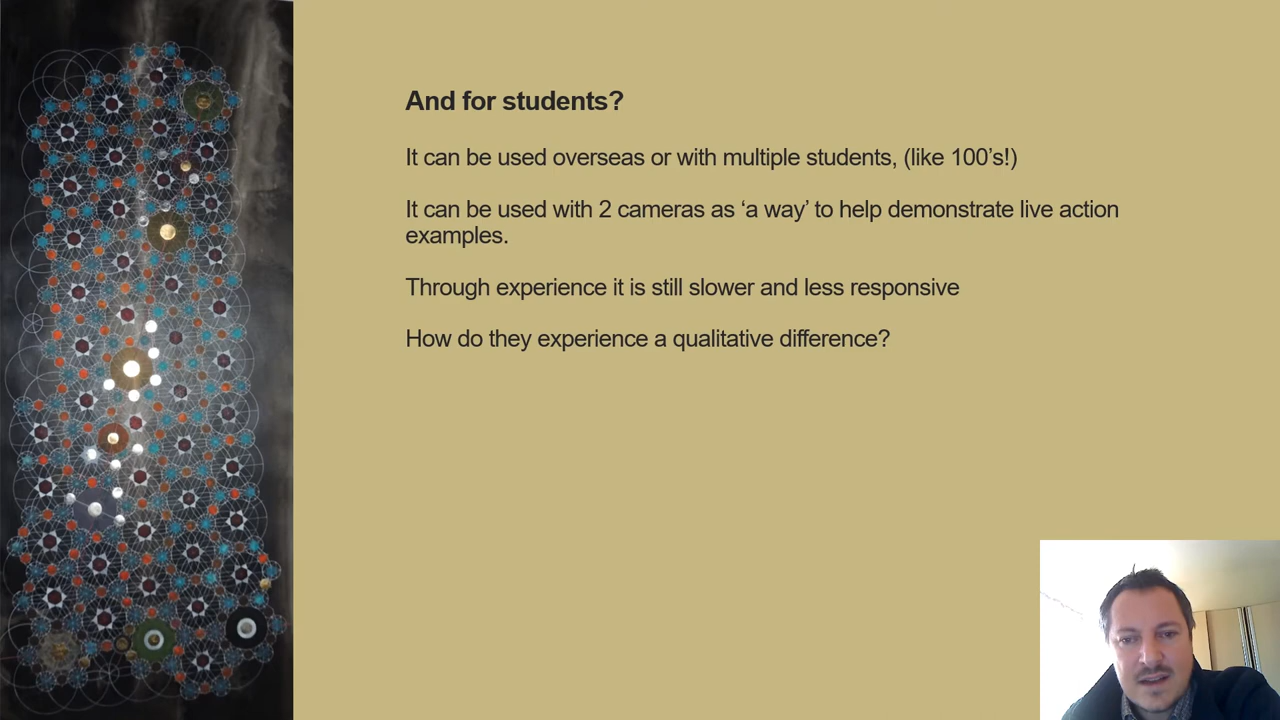 And for students?
It can be used overseas or with multiple students, (like 100’s!)
It can be used with 2 cameras as ‘a way’ to help demonstrate live action
examples.
Through experience it is still slower and less responsive
How do they experience a qualitative difference?